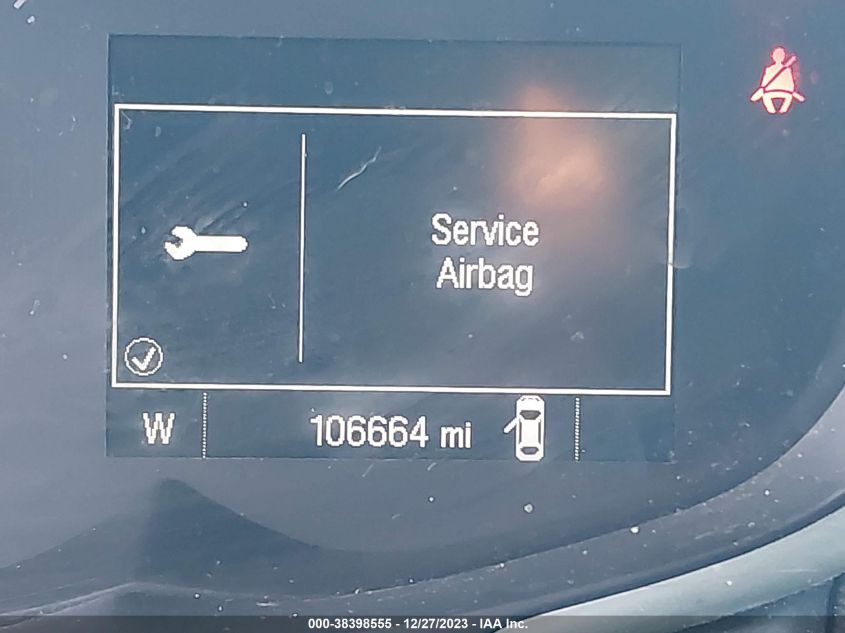 Service
Airbag
W 106664 mi
000-38398555 - 12/27/2023 - IAA Inc.